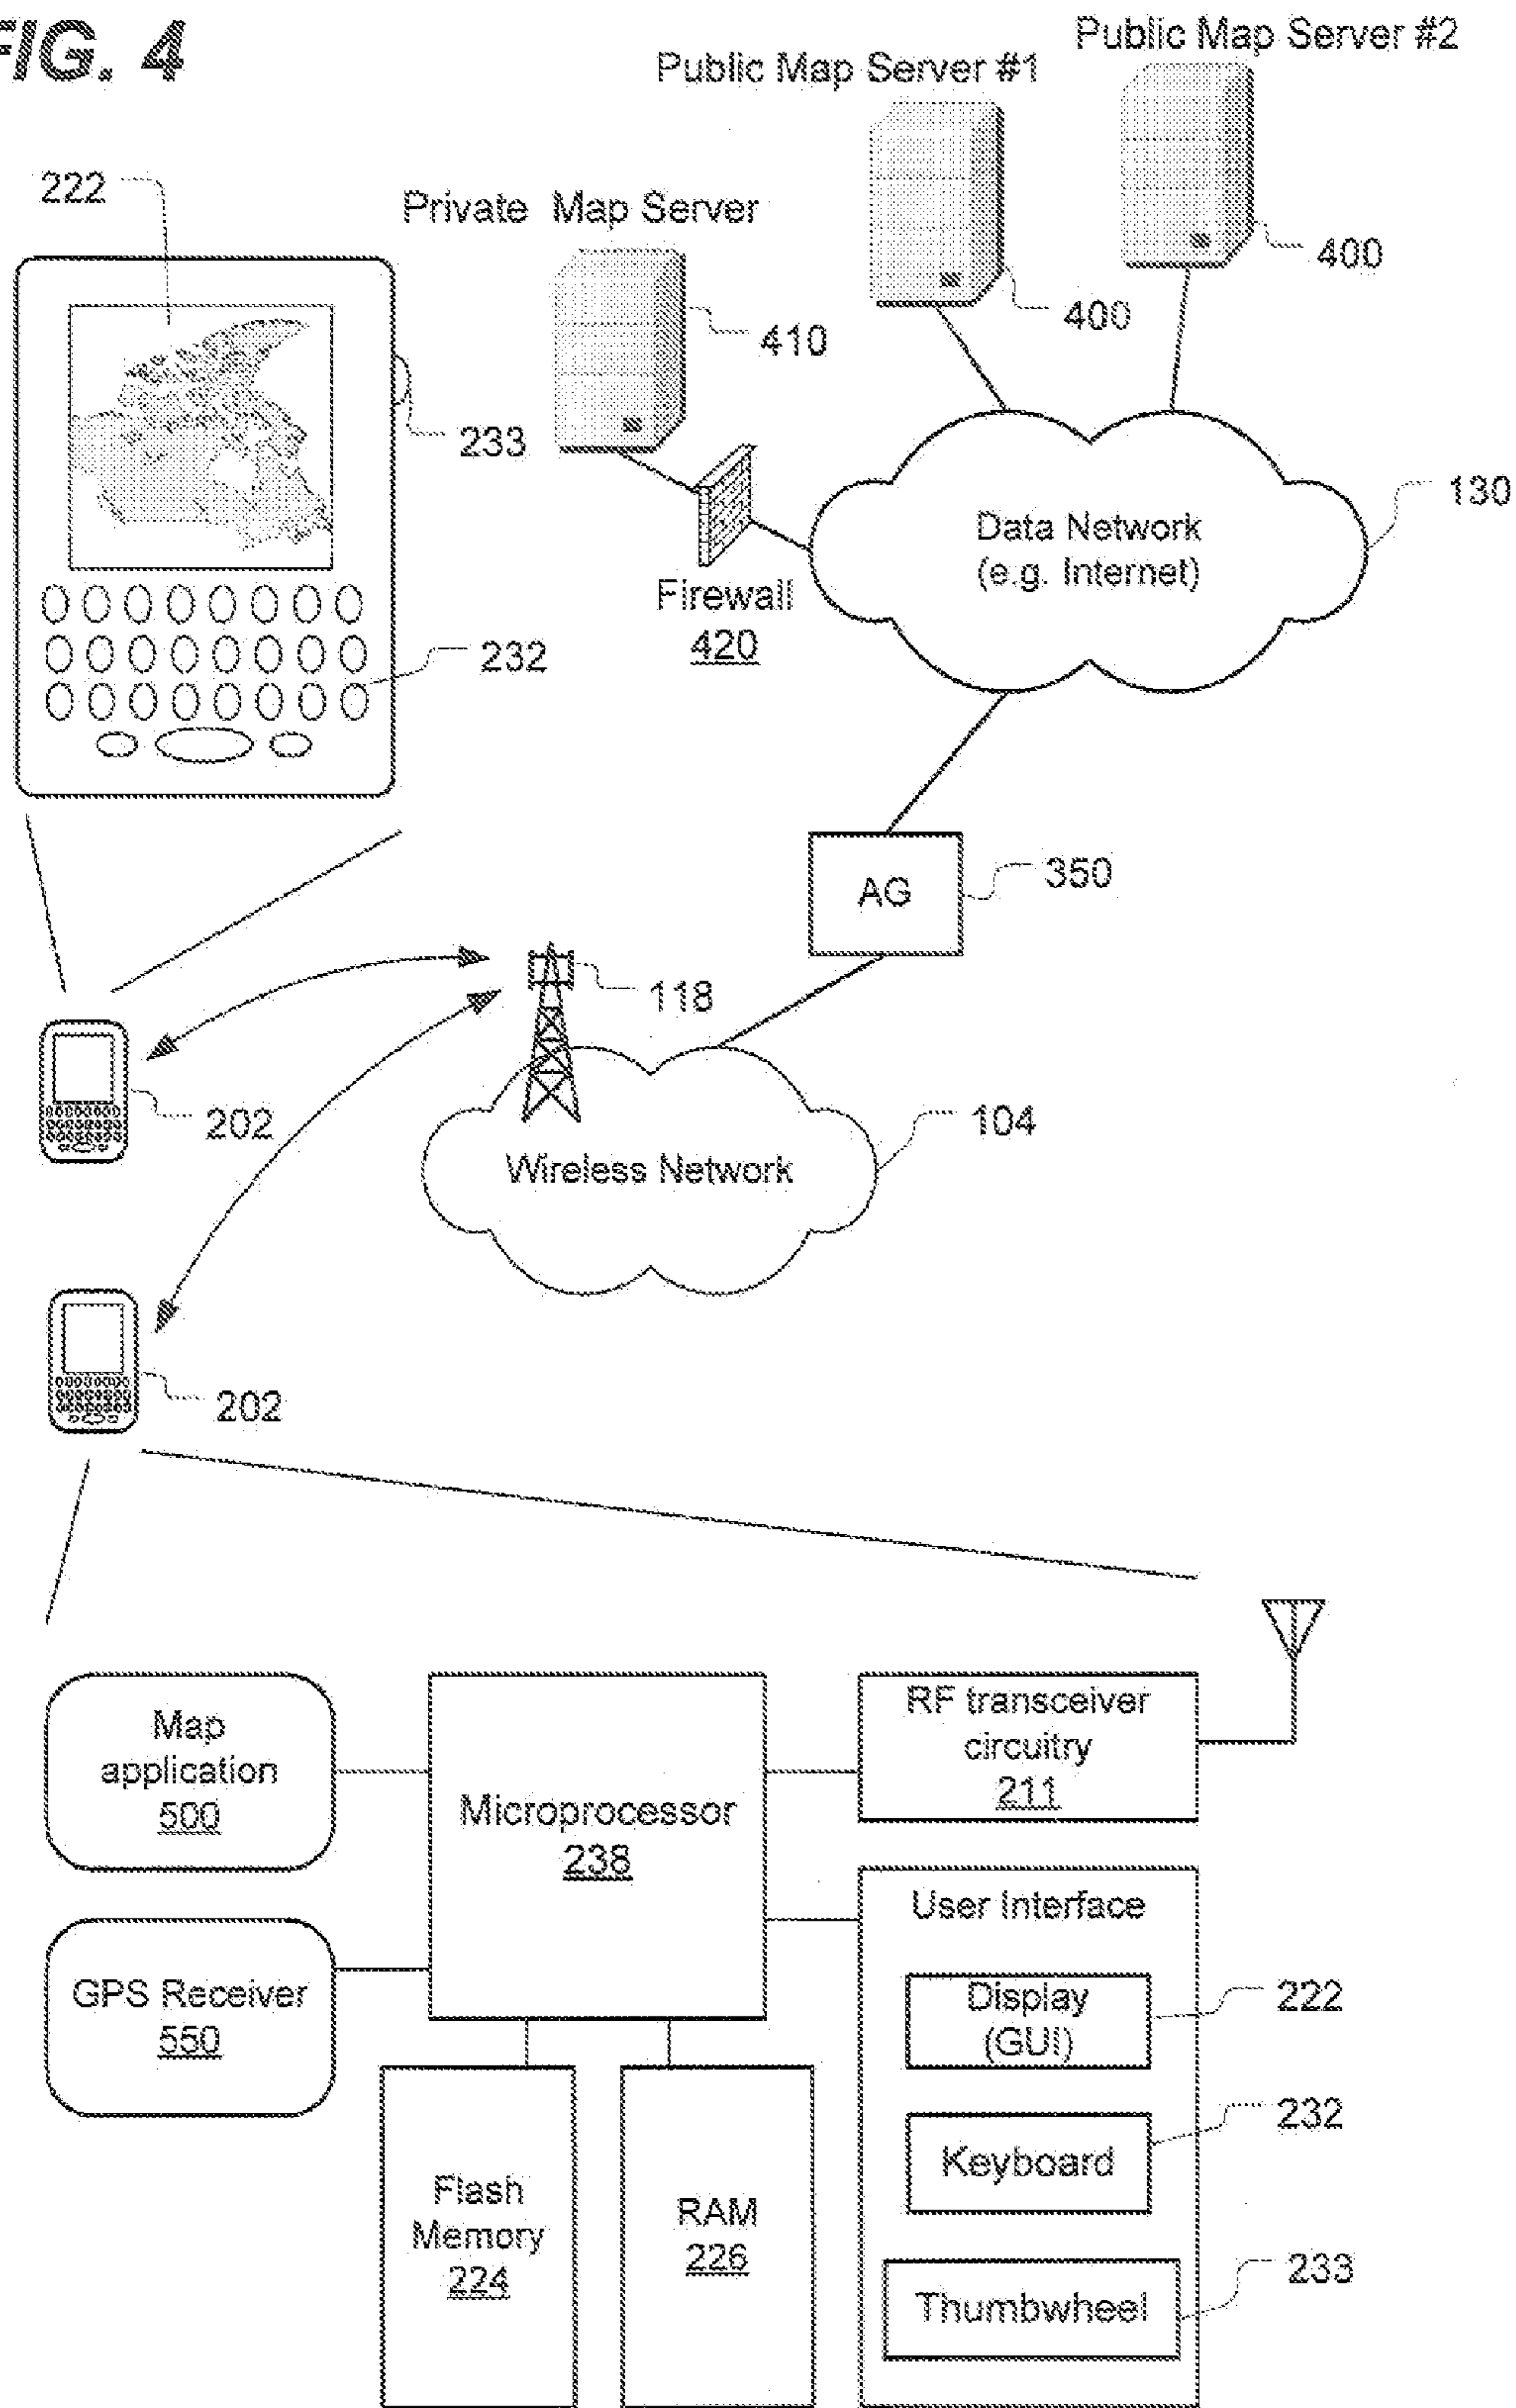 FIG. 4
Public Map Server #1
Public Map Server #2
222
Private Map Server
400
400
410
233
130
Data Network
(e.g. Internet)
Firewall
420
232
AG
350
118
202
104
Wireless Network
202
Map
application
500
Microprocessor
238
RF transceiver
circuitry
211
User Interface
GPS Receiver
550
Display
(GUI)
222
Keyboard
232
Flash
Memory
224
RAM
226
Thumbwheel
233